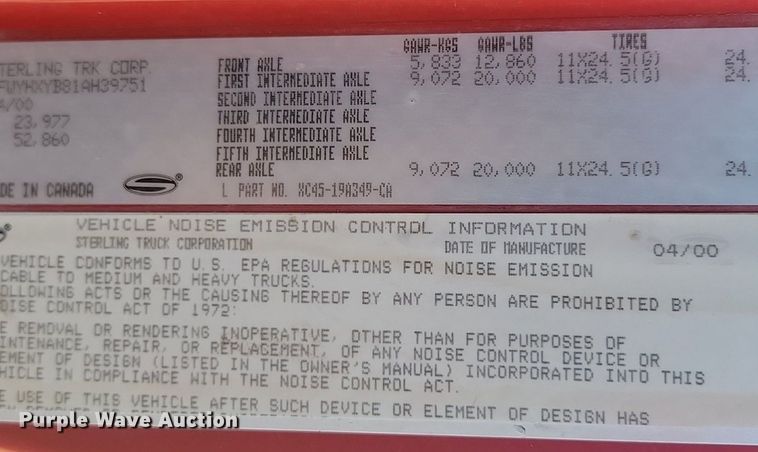 GAWR-KGS GAWR-LBS TIRES
TERLING TRK CORP. FRONT AXLE 5,833 12,860 11X24.5(G) 24.
FWYHXYB81AH39751 FIRST INTERMEDIATE AXLE 9,072 20,000 11X24.5(G) 24.
4/00 SECOND INTERMEDIATE AXLE
23,977 THIRD INTERMEDIATE AXLE
52,860 FOURTH INTERMEDIATE AXLE
FIFTH INTERMEDIATE AXLE
REAR AXLE 9,072 20,000 11X24.5(G) 24.
DE IN CANADA L PART NO. XC45-19A349-CA
VEHICLE NOISE EMISSION CONTROL INFORMATION
STERLING TRUCK CORPORATION DATE OF MANUFACTURE 04/00
VEHICLE CONFORMS TO U.S. EPA REGULATIONS FOR NOISE EMISSION
CABLE TO MEDIUM AND HEAVY TRUCKS.
OLLOWING ACTS OR THE CAUSING THEREOF BY ANY PERSON ARE PROHIBITED BY
OISE CONTROL ACT OF 1972:
E REMOVAL OR RENDERING INOPERATIVE, OTHER THAN FOR PURPOSES OF
INTENANCE, REPAIR, OR REPLACEMENT, OF ANY NOISE CONTROL DEVICE OR
EMENT OF DESIGN (LISTED IN THE OWNER'S MANUAL) INCORPORATED INTO THIS
HICLE IN COMPLIANCE WITH THE NOISE CONTROL ACT.
E USE OF THIS VEHICLE AFTER SUCH DEVICE OR ELEMENT OF DESIGN HAS
Purple Wave Auction